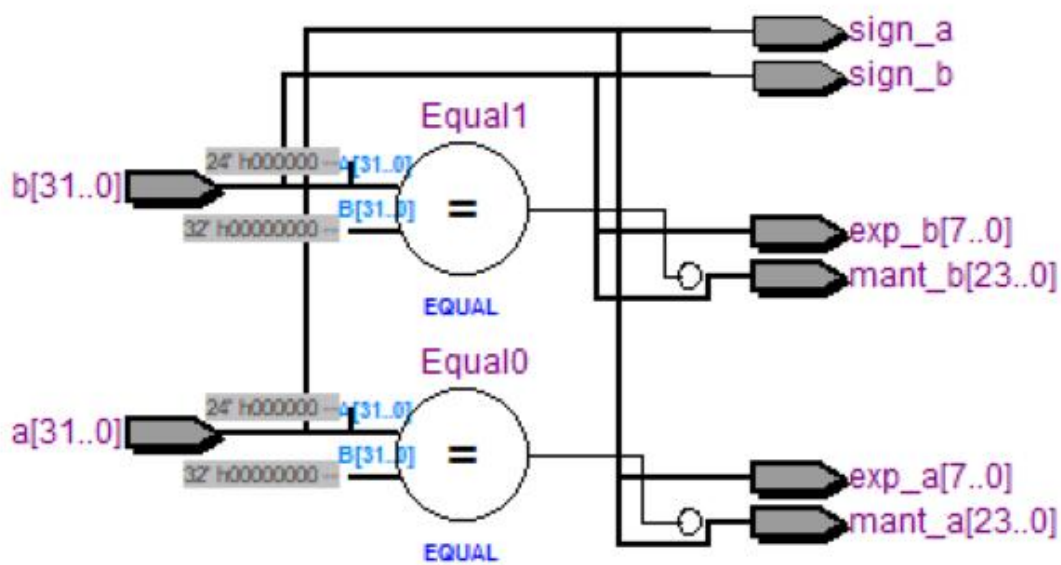 sign_a
sign_b
Equal1
24' h000000 -- A[31..0]
b[31..0]
B[31..0]
32' h00000000 --
=
exp_b[7..0]
mant_b[23..0]
EQUAL
Equal0
24' h000000 -- A[31..0]
a[31..0]
B[31..0]
32' h00000000 --
=
exp_a[7..0]
mant_a[23..0]
EQUAL